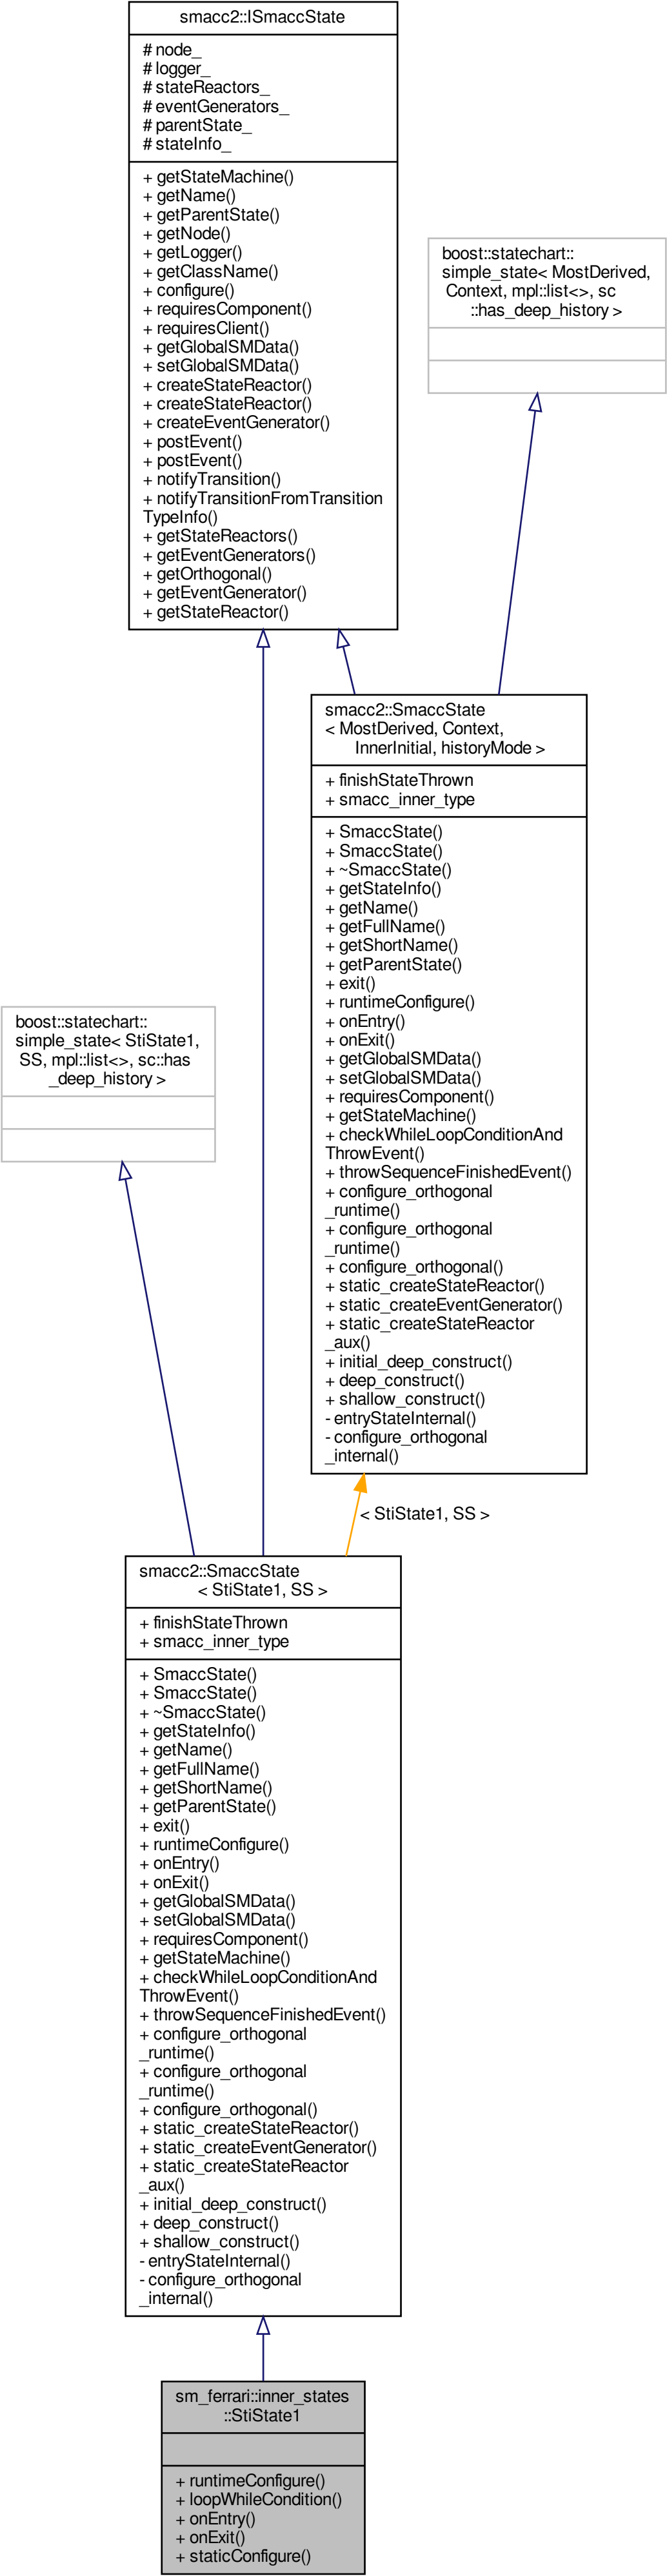 smacc2::ISmaccState
# node_
# logger_
# stateReactors_
# eventGenerators_
# parentState_
# stateInfo_
+ getStateMachine()
+ getName()
+ getParentState()
+ getNode()
+ getLogger()
+ getClassName()
+ configure()
+ requiresComponent()
+ requiresClient()
+ getGlobalSMData()
+ setGlobalSMData()
+ createStateReactor()
+ createStateReactor()
+ createEventGenerator()
+ postEvent()
+ postEvent()
+ notifyTransition()
+ notifyTransitionFromTransition
TypeInfo()
+ getStateReactors()
+ getEventGenerators()
+ getOrthogonal()
+ getEventGenerator()
+ getStateReactor()
boost::statechart::
simple_state< MostDerived,
Context, mpl::list<>, sc
::has_deep_history >
smacc2::SmaccState
< MostDerived, Context,
InnerInitial, historyMode >
+ finishStateThrown
+ smacc_inner_type
+ SmaccState()
+ SmaccState()
+ ~SmaccState()
+ getStateInfo()
+ getName()
+ getFullName()
+ getShortName()
+ getParentState()
+ exit()
+ runtimeConfigure()
+ onEntry()
+ onExit()
+ getGlobalSMData()
+ setGlobalSMData()
+ requiresComponent()
+ getStateMachine()
+ checkWhileLoopConditionAnd
ThrowEvent()
+ throwSequenceFinishedEvent()
+ configure_orthogonal
_runtime()
+ configure_orthogonal
_runtime()
+ configure_orthogonal()
+ static_createStateReactor()
+ static_createEventGenerator()
+ static_createStateReactor
_aux()
+ initial_deep_construct()
+ deep_construct()
+ shallow_construct()
- entryStateInternal()
- configure_orthogonal
_internal()
boost::statechart::
simple_state< StiState1,
SS, mpl::list<>, sc::has
_deep_history >
< StiState1, SS >
smacc2::SmaccState
< StiState1, SS >
+ finishStateThrown
+ smacc_inner_type
+ SmaccState()
+ SmaccState()
+ ~SmaccState()
+ getStateInfo()
+ getName()
+ getFullName()
+ getShortName()
+ getParentState()
+ exit()
+ runtimeConfigure()
+ onEntry()
+ onExit()
+ getGlobalSMData()
+ setGlobalSMData()
+ requiresComponent()
+ getStateMachine()
+ checkWhileLoopConditionAnd
ThrowEvent()
+ throwSequenceFinishedEvent()
+ configure_orthogonal
_runtime()
+ configure_orthogonal
_runtime()
+ configure_orthogonal()
+ static_createStateReactor()
+ static_createEventGenerator()
+ static_createStateReactor
_aux()
+ initial_deep_construct()
+ deep_construct()
+ shallow_construct()
- entryStateInternal()
- configure_orthogonal
_internal()
sm_ferrari::inner_states
::StiState1
+ runtimeConfigure()
+ loopWhileCondition()
+ onEntry()
+ onExit()
+ staticConfigure()